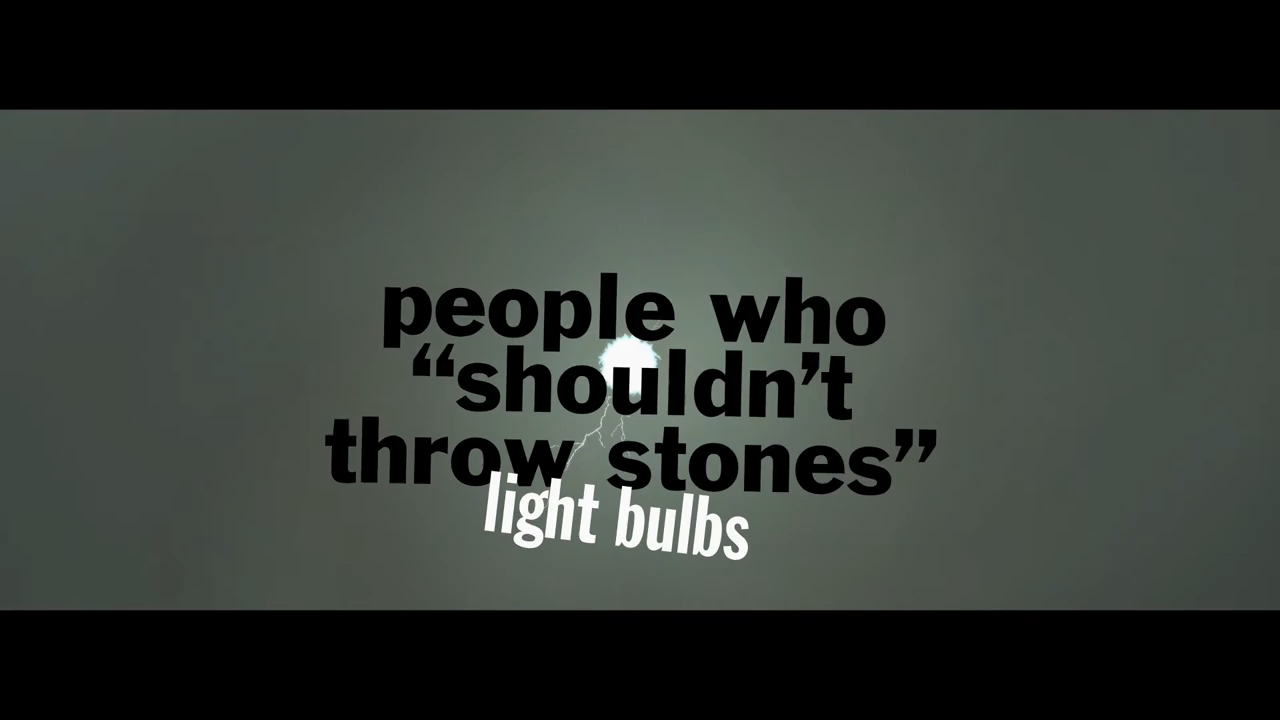 people who
“shouldn’t
throw stones”
light bulbs